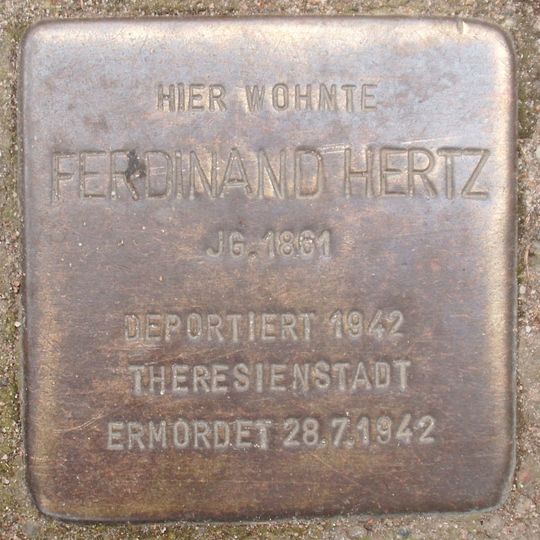 HIER WOHNTE
FERDINAND HERTZ
JG. 1861
DEPORTIERT 1942
THERESIENSTADT
ERMORDET 28.7.1942